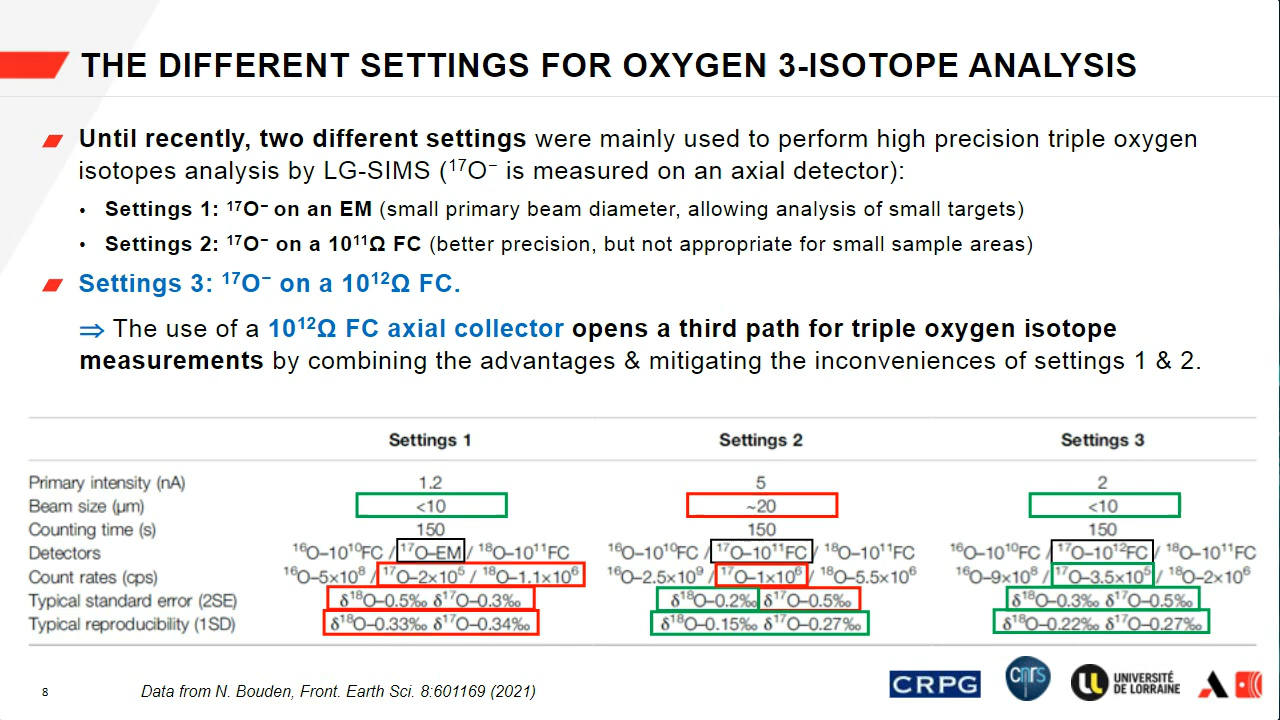 THE DIFFERENT SETTINGS FOR OXYGEN 3-ISOTOPE ANALYSIS
Until recently, two different settings were mainly used to perform high precision triple oxygen
isotopes analysis by LG-SIMS (¹⁷O⁻ is measured on an axial detector):
• Settings 1: ¹⁷O⁻ on an EM (small primary beam diameter, allowing analysis of small targets)
• Settings 2: ¹⁷O⁻ on a 10¹¹Ω FC (better precision, but not appropriate for small sample areas)
Settings 3: ¹⁷O⁻ on a 10¹²Ω FC.
⇒ The use of a 10¹²Ω FC axial collector opens a third path for triple oxygen isotope
measurements by combining the advantages & mitigating the inconveniences of settings 1 & 2.
Settings 1 Settings 2 Settings 3
Primary intensity (nA) 1.2 5 2
Beam size (μm) <10 ~20 <10
Counting time (s) 150 150 150
Detectors ¹⁶O–10¹⁰FC / ¹⁷O–EM / ¹⁸O–10¹¹FC ¹⁶O–10¹⁰FC / ¹⁷O–10¹¹FC / ¹⁸O–10¹¹FC ¹⁶O–10¹⁰FC / ¹⁷O–10¹²FC / ¹⁸O–10¹¹FC
Count rates (cps) ¹⁶O–5×10⁸ / ¹⁷O–2×10⁵ / ¹⁸O–1.1×10⁶ ¹⁶O–2.5×10⁹ / ¹⁷O–1×10⁶ / ¹⁸O–5.5×10⁶ ¹⁶O–9×10⁸ / ¹⁷O–3.5×10⁵ / ¹⁸O–2×10⁶
Typical standard error (2SE) δ¹⁸O–0.5‰ δ¹⁷O–0.3‰ δ¹⁸O–0.2‰ δ¹⁷O–0.5‰ δ¹⁸O–0.3‰ δ¹⁷O–0.5‰
Typical reproducibility (1SD) δ¹⁸O–0.33‰ δ¹⁷O–0.34‰ δ¹⁸O–0.15‰ δ¹⁷O–0.27‰ δ¹⁸O–0.22‰ δ¹⁷O–0.27‰
8 Data from N. Bouden, Front. Earth Sci. 8:601169 (2021)
CRPG cnrs UNIVERSITÉ
DE LORRAINE